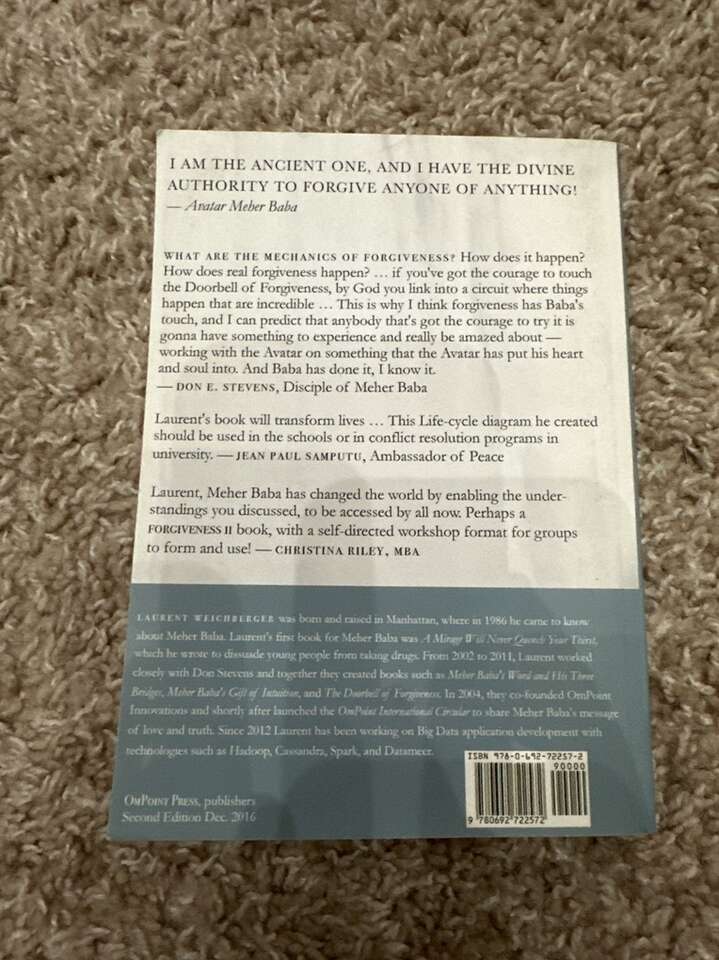 I AM THE ANCIENT ONE, AND I HAVE THE DIVINE
AUTHORITY TO FORGIVE ANYONE OF ANYTHING!
— Avatar Meher Baba
WHAT ARE THE MECHANICS OF FORGIVENESS? How does it happen?
How does real forgiveness happen? ... if you've got the courage to touch
the Doorbell of Forgiveness, by God you link into a circuit where things
happen that are incredible ... This is why I think forgiveness has Baba's
touch, and I can predict that anybody that's got the courage to try it is
gonna have something to experience and really be amazed about —
working with the Avatar on something that the Avatar has put his heart
and soul into. And Baba has done it, I know it.
— DON E. STEVENS, Disciple of Meher Baba
Laurent's book will transform lives ... This Life-cycle diagram he created
should be used in the schools or in conflict resolution programs in
university. — JEAN PAUL SAMPUTU, Ambassador of Peace
Laurent, Meher Baba has changed the world by enabling the under-
standings you discussed, to be accessed by all now. Perhaps a
FORGIVENESS II book, with a self-directed workshop format for groups
to form and use! — CHRISTINA RILEY, MBA
LAURENT WEICHBERGER was born and raised in Manhattan, where in 1986 he came to know
about Meher Baba. Laurent's first book for Meher Baba was A Mirage Will Never Quench Your Thirst,
which he wrote to dissuade young people from taking drugs. From 2002 to 2011, Laurent worked
closely with Don Stevens and together they created books such as Meher Baba's Word and His Three
Bridges, Meher Baba's Gift of Intuition, and The Doorbell of Forgiveness. In 2004, they co-founded OmPoint
Innovations and shortly after launched the OmPoint International Circular to share Meher Baba's message
of love and truth. Since 2012 Laurent has been working on Big Data application development with
technologies such as Hadoop, Cassandra, Spark, and Datameer.
ISBN 978-0-692-72257-2
90000
9 780692 722572
OMPOINT PRESS, publishers
Second Edition Dec. 2016